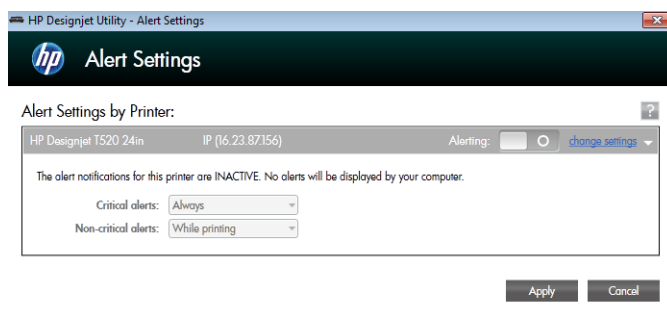 HP Designjet Utility - Alert Settings
hp Alert Settings
Alert Settings by Printer: ?
HP Designjet T520 24in IP (16.23.87.156) Alerting: O change settings
The alert notifications for this printer are INACTIVE. No alerts will be displayed by your computer.
Critical alerts: Always
Non-critical alerts: While printing
Apply Cancel